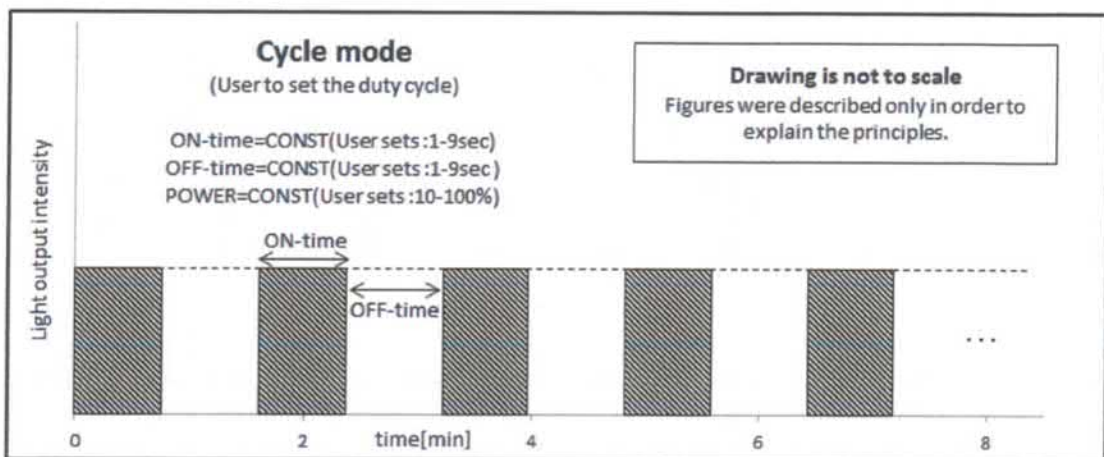 Cycle mode
(User to set the duty cycle)
ON-time=CONST(User sets :1-9sec)
OFF-time=CONST(User sets :1-9sec)
POWER=CONST(User sets :10-100%)
Drawing is not to scale
Figures were described only in order to
explain the principles.
Light output intensity
ON-time
OFF-time
...
0
2
time[min]
4
6
8